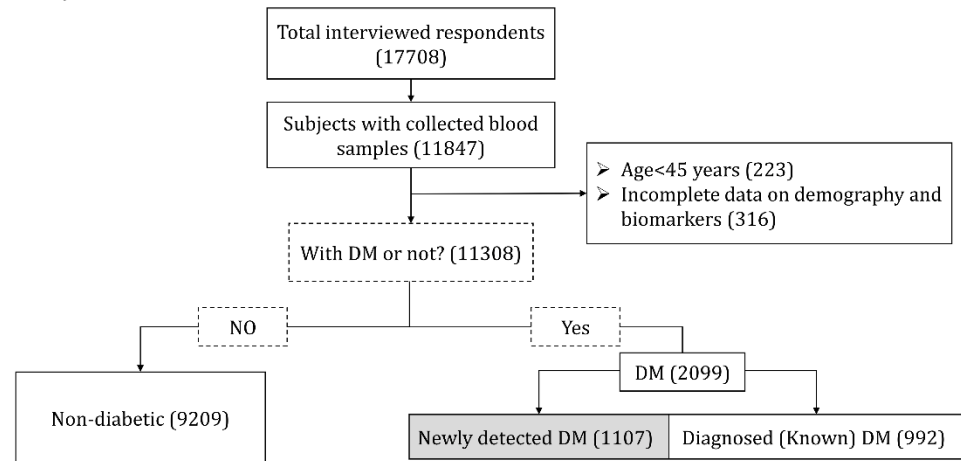 Total interviewed respondents
(17708)
Subjects with collected blood
samples (11847)
➢ Age<45 years (223)
➢ Incomplete data on demography and
biomarkers (316)
With DM or not? (11308)
NO
Yes
DM (2099)
Non-diabetic (9209)
Newly detected DM (1107)
Diagnosed (Known) DM (992)